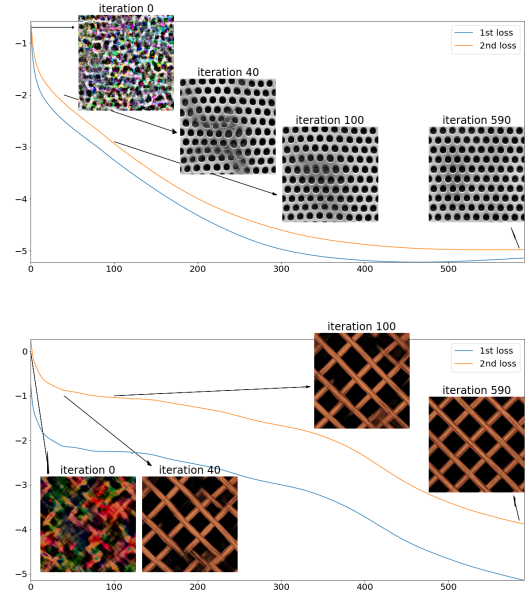 iteration 0
1st loss
2nd loss
iteration 40
iteration 100
iteration 590
−1
−2
−3
−4
−5
0 100 200 300 400 500
iteration 100
1st loss
2nd loss
iteration 590
iteration 0
iteration 40
0
−1
−2
−3
−4
−5
0 100 200 300 400 500